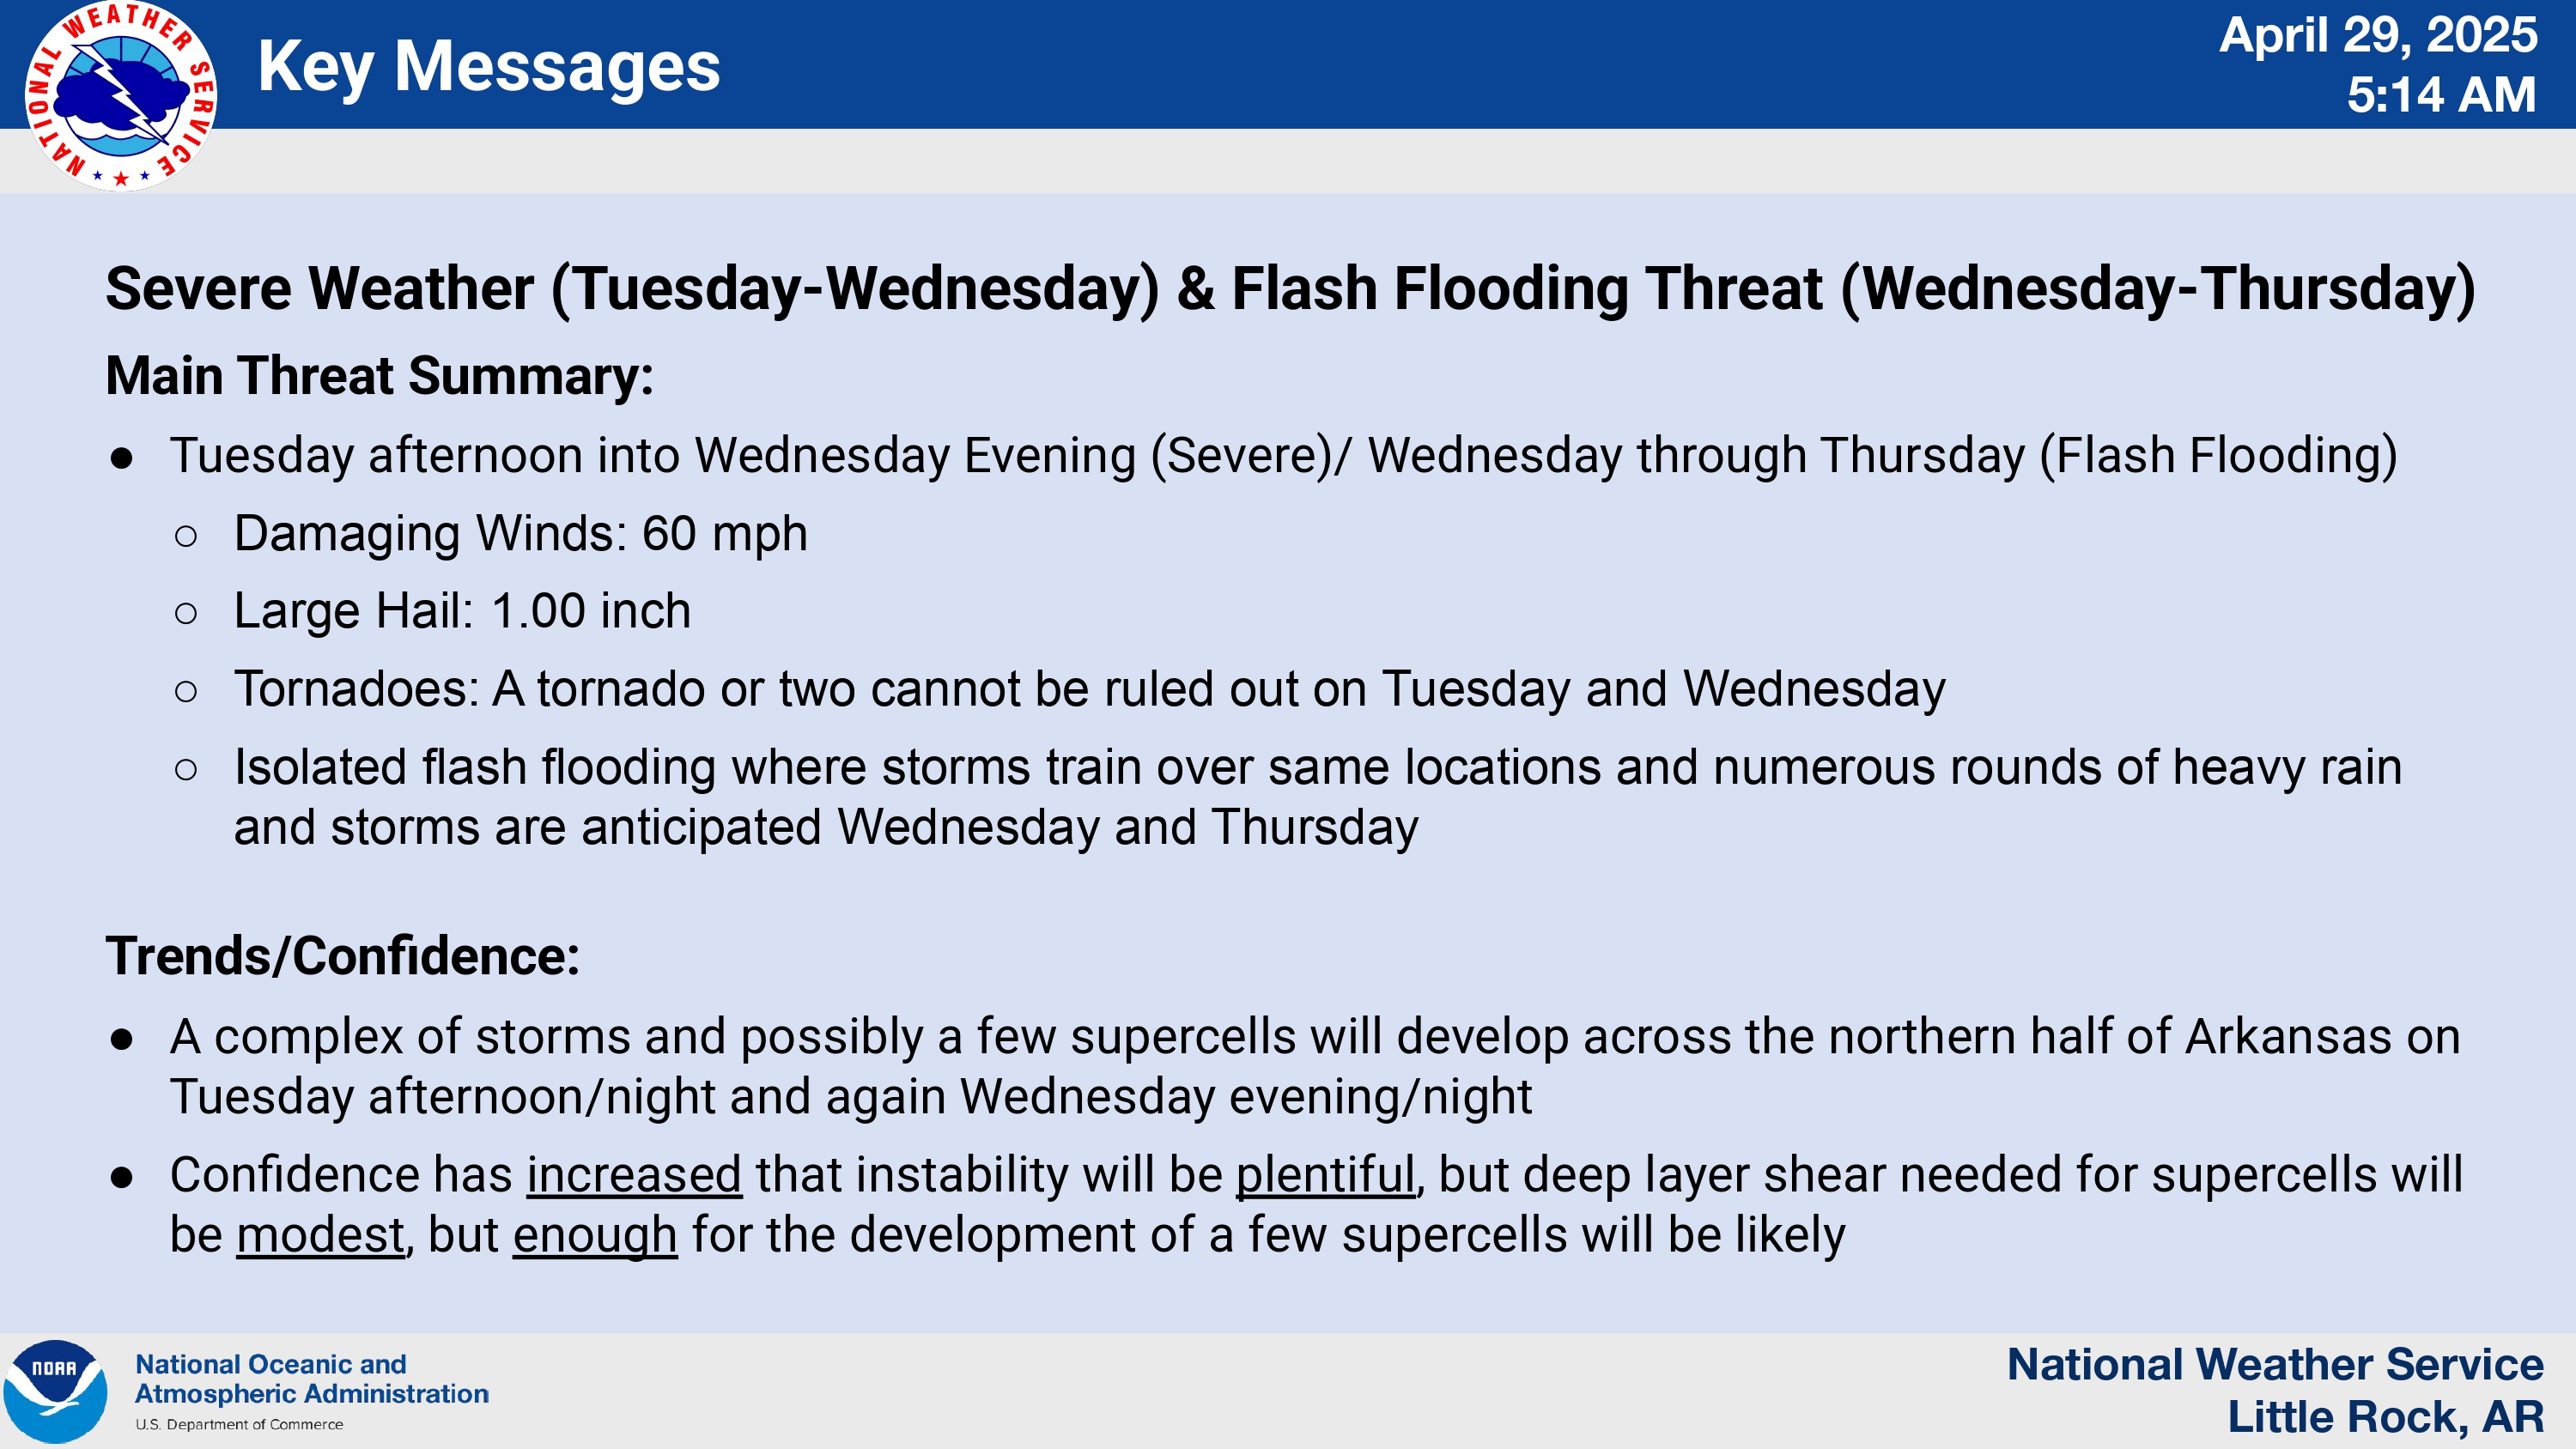 NATIONAL WEATHER SERVICE
Key Messages
April 29, 2025
5:14 AM
Severe Weather (Tuesday-Wednesday) & Flash Flooding Threat (Wednesday-Thursday)
Main Threat Summary:
● Tuesday afternoon into Wednesday Evening (Severe)/ Wednesday through Thursday (Flash Flooding)
○ Damaging Winds: 60 mph
○ Large Hail: 1.00 inch
○ Tornadoes: A tornado or two cannot be ruled out on Tuesday and Wednesday
○ Isolated flash flooding where storms train over same locations and numerous rounds of heavy rain
and storms are anticipated Wednesday and Thursday
Trends/Confidence:
● A complex of storms and possibly a few supercells will develop across the northern half of Arkansas on
Tuesday afternoon/night and again Wednesday evening/night
● Confidence has increased that instability will be plentiful, but deep layer shear needed for supercells will
be modest, but enough for the development of a few supercells will be likely
NOAA
National Oceanic and
Atmospheric Administration
U.S. Department of Commerce
National Weather Service
Little Rock, AR